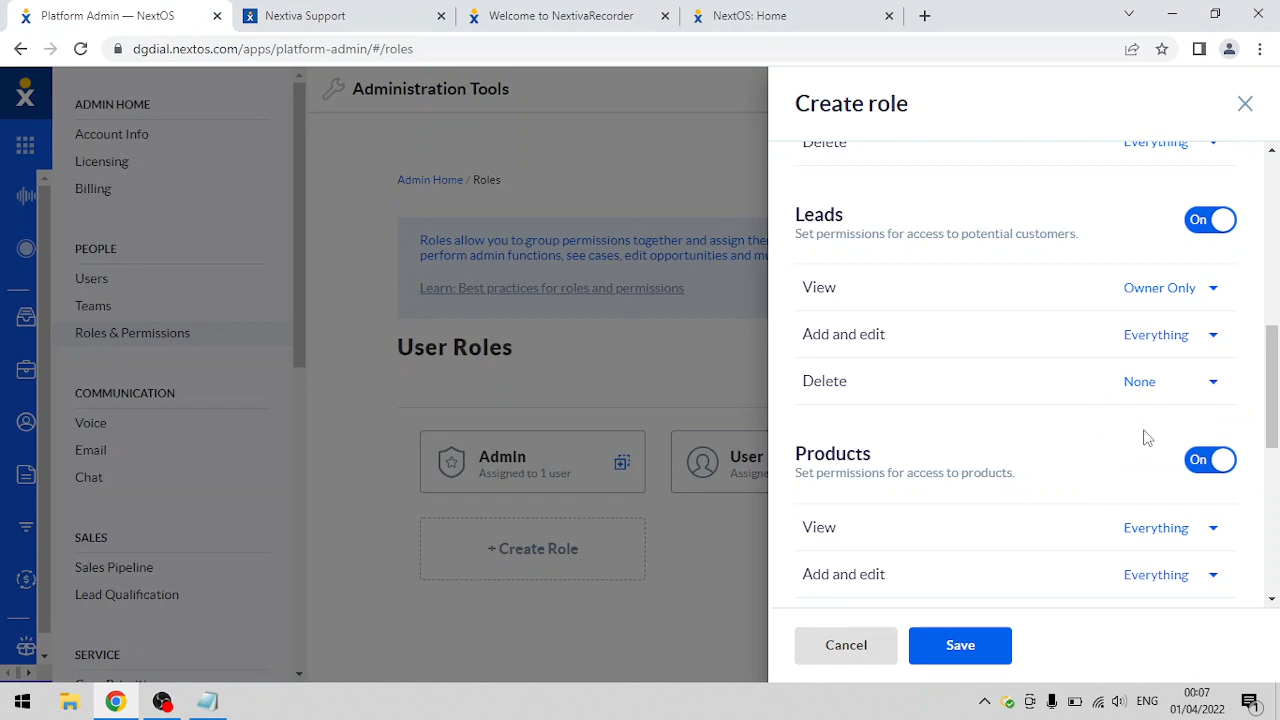 Platform Admin — NextOS
Nextiva Support
Welcome to NextivaRecorder
NextOS: Home
dgdial.nextos.com/apps/platform-admin/#/roles
ADMIN HOME
Account Info
Licensing
Billing
PEOPLE
Users
Teams
Roles & Permissions
COMMUNICATION
Voice
Email
Chat
SALES
Sales Pipeline
Lead Qualification
SERVICE
Administration Tools
Admin Home / Roles
Roles allow you to group permissions together and assign
perform admin functions, see cases, edit opportunities and
Learn: Best practices for roles and permissions
User Roles
Admin
Assigned to 1 user
User
+ Create Role
Create role
Delete Everything
Leads On
Set permissions for access to potential customers.
View Owner Only
Add and edit Everything
Delete None
Products On
Set permissions for access to products.
View Everything
Add and edit Everything
Cancel Save
ENG
00:07
01/04/2022
1